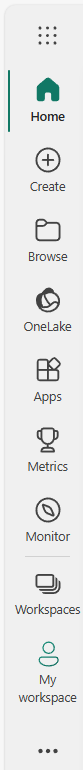 Home
Create
Browse
OneLake
Apps
Metrics
Monitor
Workspaces
My
workspace